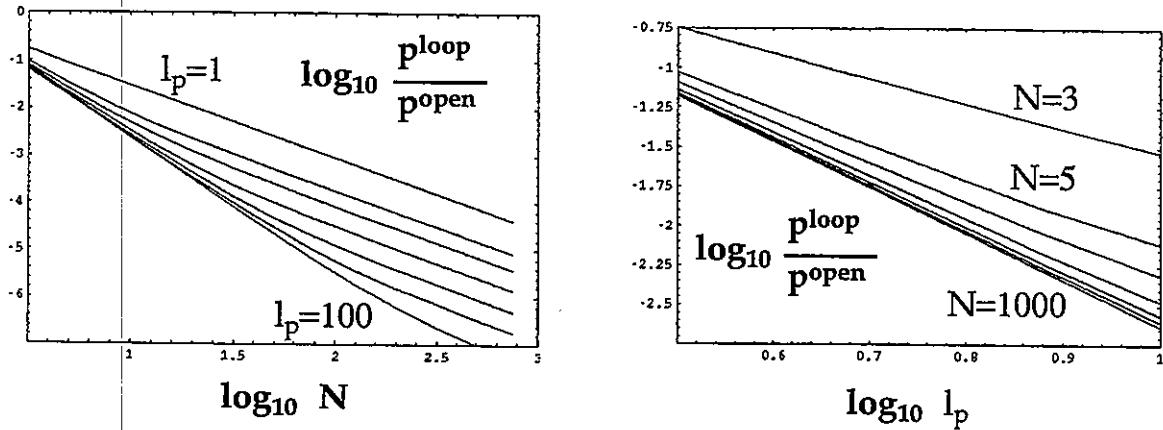 0
-1
-2
-3
-4
-5
-6
l_p=1
log₁₀ p^loop / p^open
l_p=100
1 1.5 2 2.5 3
log₁₀ N
-0.75
-1
-1.25
-1.5
-1.75
-2
-2.25
-2.5
N=3
N=5
log₁₀ p^loop / p^open
N=1000
0.6 0.7 0.8 0.9 1
log₁₀ l_p